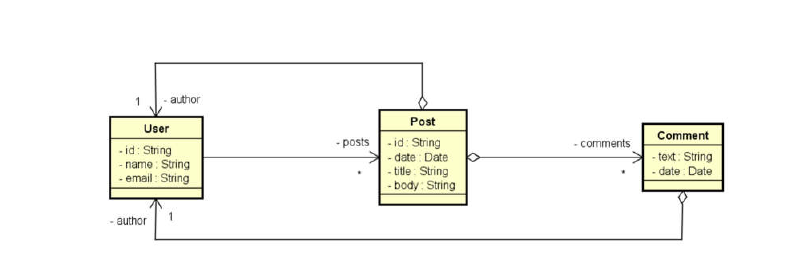 1
- author
User
- id : String
- name : String
- email : String
- posts
*
Post
- id : String
- date : Date
- title : String
- body : String
- comments
*
Comment
- text : String
- date : Date
- author
1